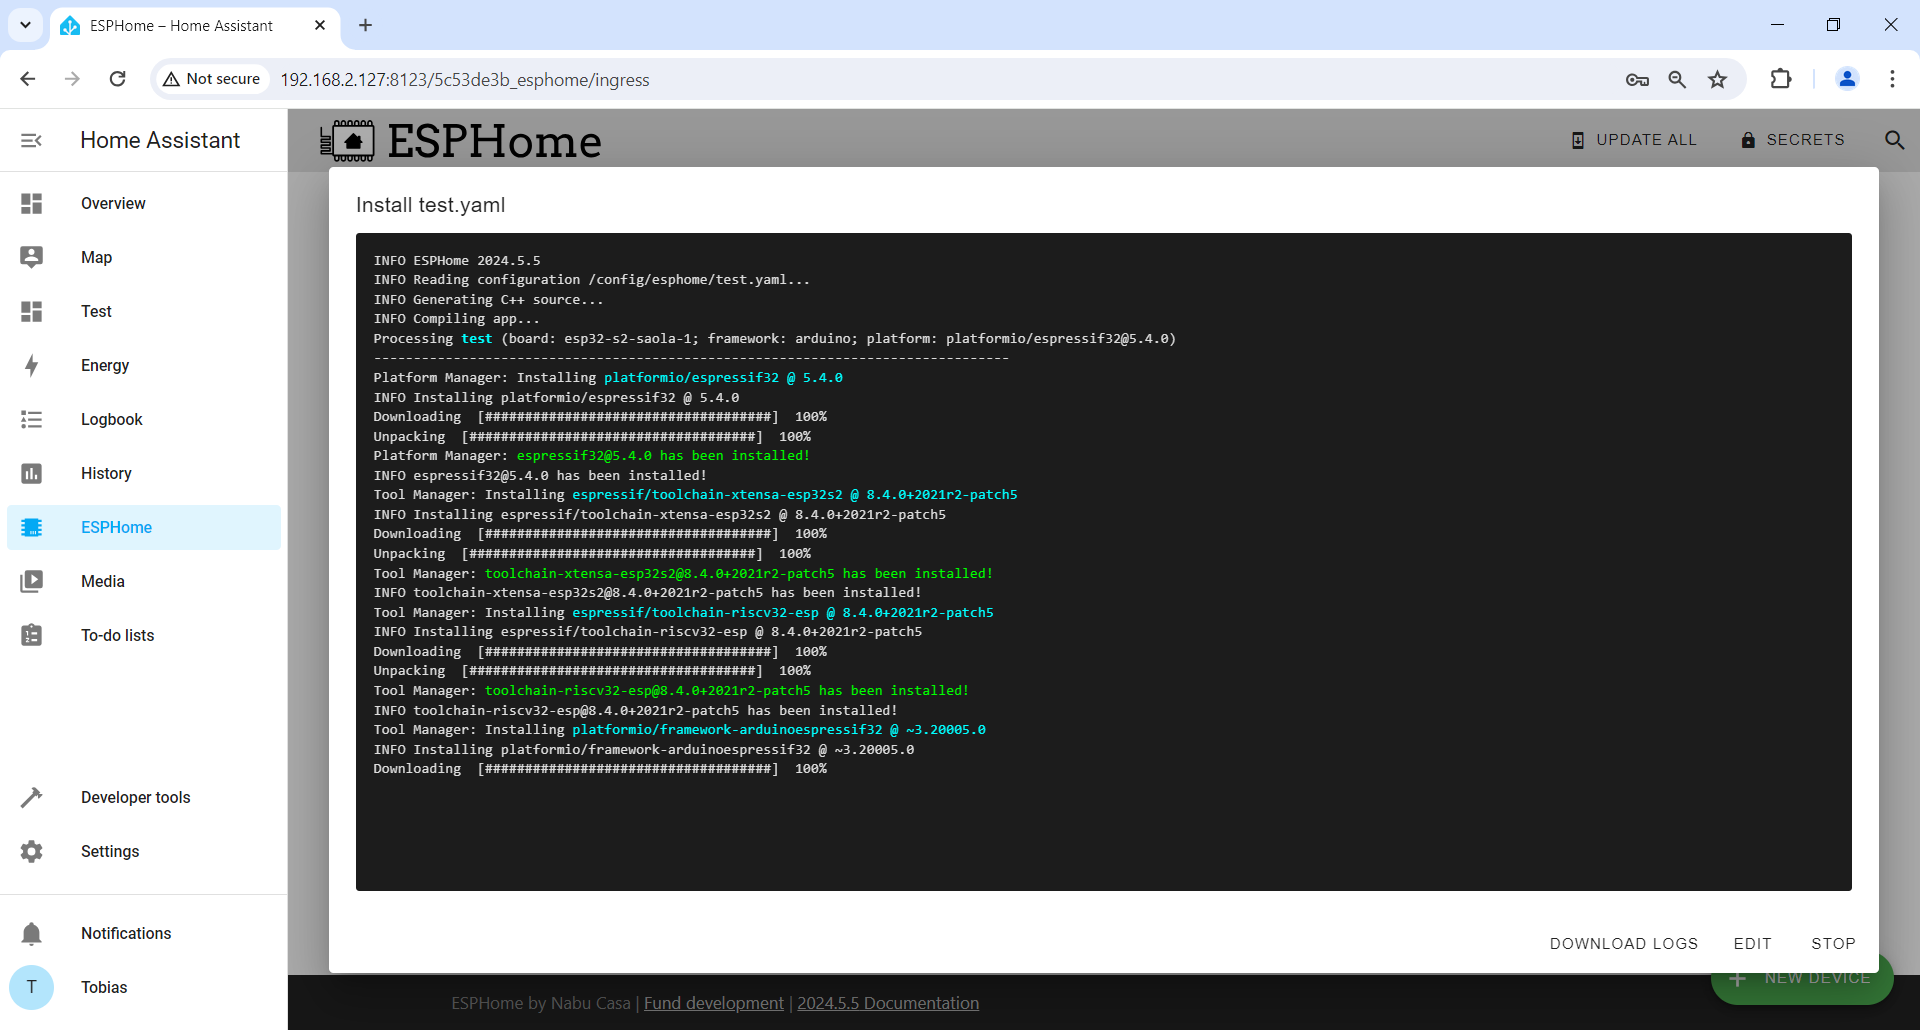 ESPHome – Home Assistant
Not secure
192.168.2.127:8123/5c53de3b_esphome/ingress
Home Assistant
ESPHome
UPDATE ALL
SECRETS
Overview
Map
Test
Energy
Logbook
History
ESPHome
Media
To-do lists
Developer tools
Settings
Notifications
T
Tobias
Install test.yaml
INFO ESPHome 2024.5.5
INFO Reading configuration /config/esphome/test.yaml...
INFO Generating C++ source...
INFO Compiling app...
Processing test (board: esp32-s2-saola-1; framework: arduino; platform: platformio/espressif32@5.4.0)
--------------------------------------------------------------------------------
Platform Manager: Installing platformio/espressif32 @ 5.4.0
INFO Installing platformio/espressif32 @ 5.4.0
Downloading  [####################################]  100%
Unpacking  [####################################]  100%
Platform Manager: espressif32@5.4.0 has been installed!
INFO espressif32@5.4.0 has been installed!
Tool Manager: Installing espressif/toolchain-xtensa-esp32s2 @ 8.4.0+2021r2-patch5
INFO Installing espressif/toolchain-xtensa-esp32s2 @ 8.4.0+2021r2-patch5
Downloading  [####################################]  100%
Unpacking  [####################################]  100%
Tool Manager: toolchain-xtensa-esp32s2@8.4.0+2021r2-patch5 has been installed!
INFO toolchain-xtensa-esp32s2@8.4.0+2021r2-patch5 has been installed!
Tool Manager: Installing espressif/toolchain-riscv32-esp @ 8.4.0+2021r2-patch5
INFO Installing espressif/toolchain-riscv32-esp @ 8.4.0+2021r2-patch5
Downloading  [####################################]  100%
Unpacking  [####################################]  100%
Tool Manager: toolchain-riscv32-esp@8.4.0+2021r2-patch5 has been installed!
INFO toolchain-riscv32-esp@8.4.0+2021r2-patch5 has been installed!
Tool Manager: Installing platformio/framework-arduinoespressif32 @ ~3.20005.0
INFO Installing platformio/framework-arduinoespressif32 @ ~3.20005.0
Downloading  [####################################]  100%
DOWNLOAD LOGS
EDIT
STOP
NEW DEVICE
ESPHome by Nabu Casa | Fund development | 2024.5.5 Documentation